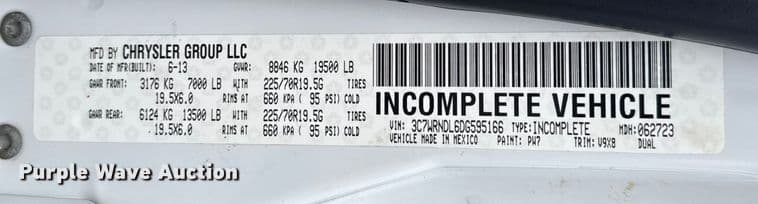 MFD BY CHRYSLER GROUP LLC
DATE OF MFR(BUILT): 6-13 GVWR: 8846 KG 19500 LB
GAWR FRONT: 3176 KG 7000 LB 225/70R19.5G TIRES
19.5X6.0 RIMS AT 660 KPA ( 95 PSI) COLD
GAWR REAR: 6124 KG 13500 LB 225/70R19.5G TIRES
19.5X6.0 RIMS AT 660 KPA ( 95 PSI) COLD
INCOMPLETE VEHICLE
VIN: 3C7WRNDL6DG595166 TYPE: INCOMPLETE MDH: 062723
VEHICLE MADE IN MEXICO PAINT: PW7 TRIM: V9X8 DUAL
Purple Wave Auction